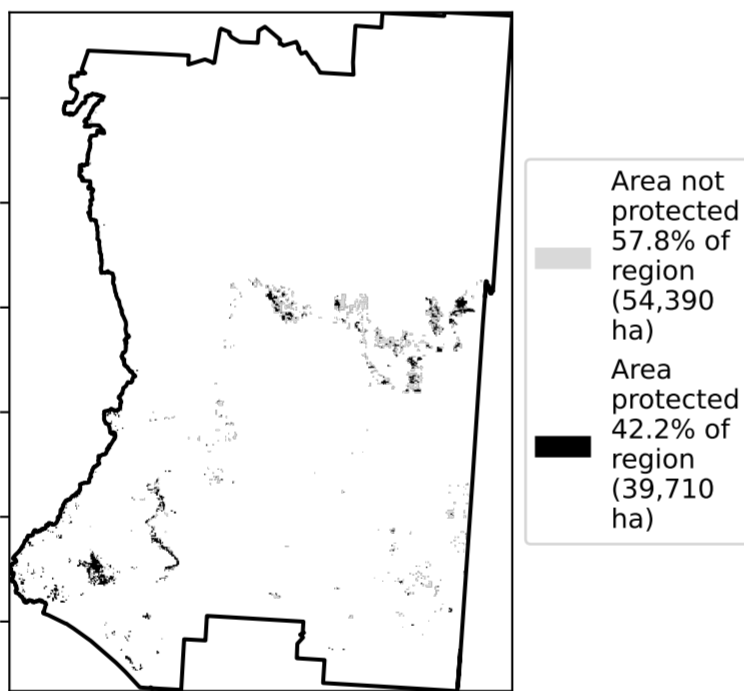 Area not
protected
57.8% of
region
(54,390
ha)
Area
protected
42.2% of
region
(39,710
ha)